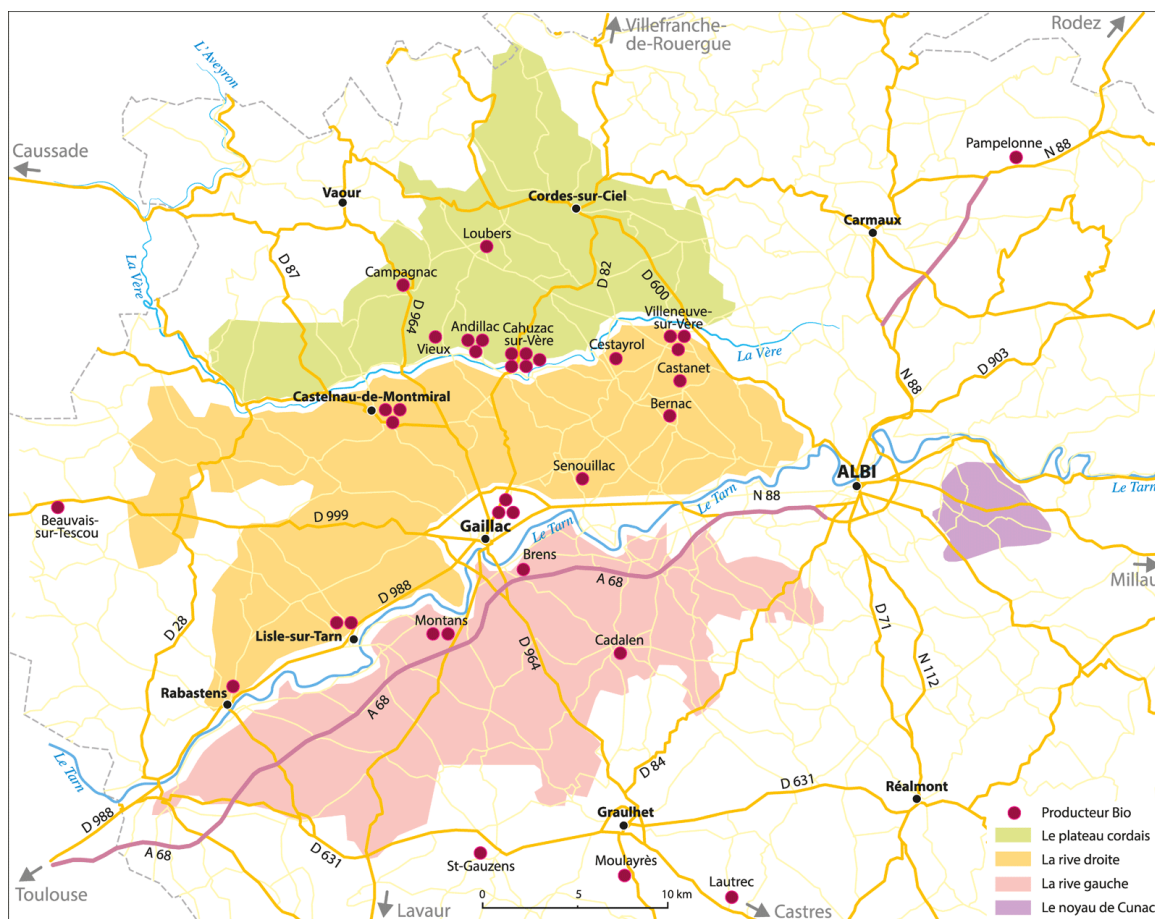 Villefranche-
de-Rouergue
Rodez
L'Aveyron
Caussade
Pampelonne
N 88
Vaour
Cordes-sur-Ciel
Carmaux
Loubers
La Vère
D 87
Campagnac
D 82
D 600
D 964
Andillac
Cahuzac
sur-Vère
Villeneuve-
sur-Vère
Vieux
Cestayrol
La Vère
D 903
N 88
Castanet
Castelnau-de-Montmiral
Bernac
Senouillac
ALBI
Le Tarn
Le Tarn
N 88
Beauvais-
sur-Tescou
D 999
Gaillac
Le Tarn
Brens
A 68
Millau
D 988
D 28
Montans
Lisle-sur-Tarn
Cadalen
D 964
D 71
N 112
Rabastens
A 68
Le Tarn
D 84
D 631
Réalmont
Graulhet
D 988
A 68
D 631
St-Gauzens
Moulayrès
Lautrec
Toulouse
Lavaur
Castres
0 5 10 km
Producteur Bio
Le plateau cordais
La rive droite
La rive gauche
Le noyau de Cunac